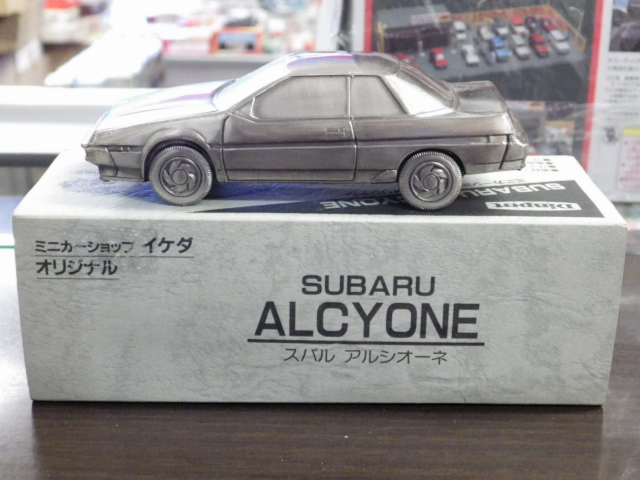 Dinpot
SUBARU ALCYONE
ミニカーショップ イケダ
オリジナル
SUBARU
ALCYONE
スバル アルシオーネ